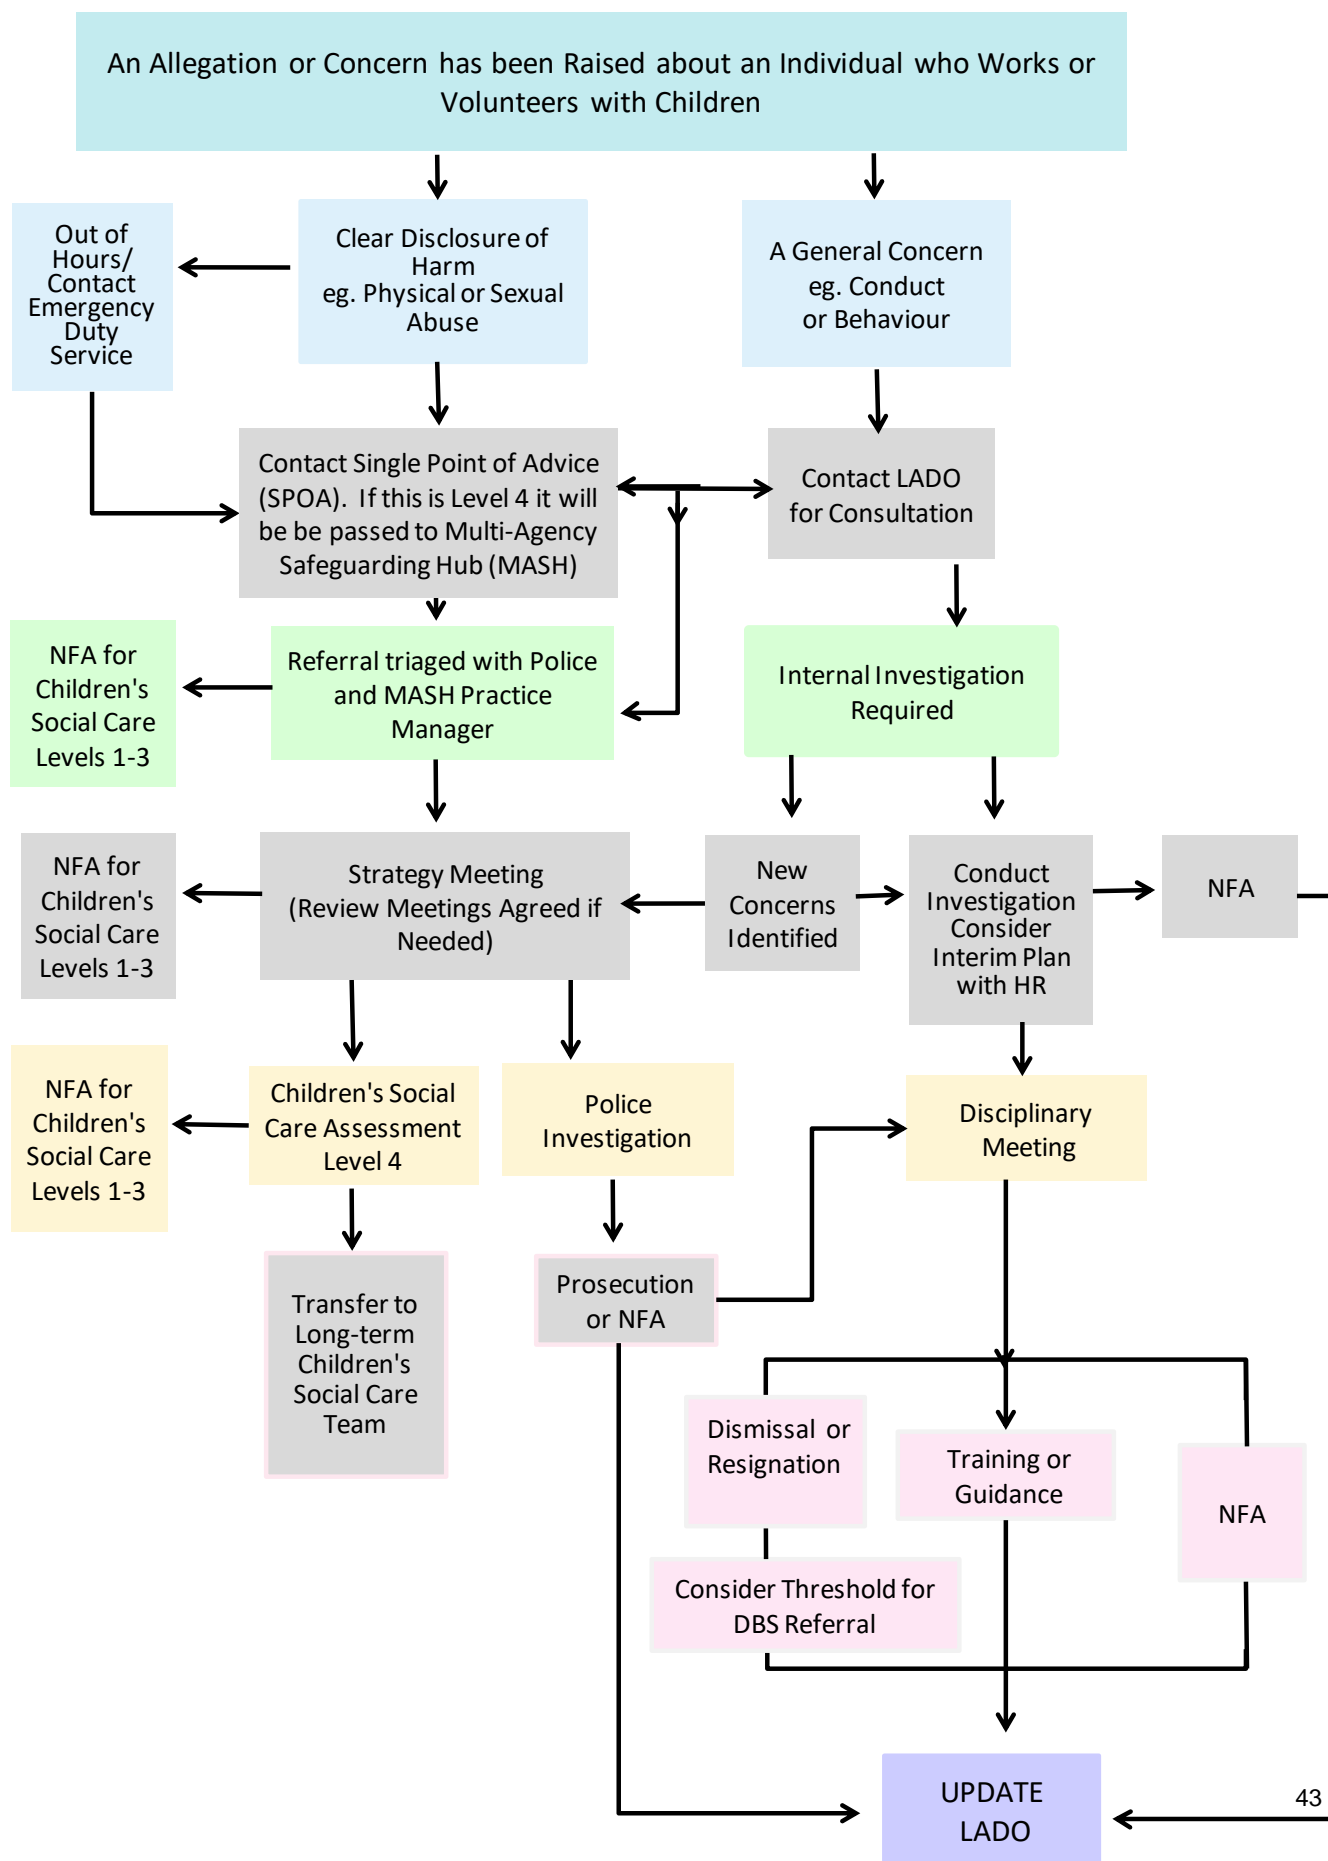 An Allegation or Concern has been Raised about an Individual who Works or
Volunteers with Children
Out of
Hours/
Contact
Emergency
Duty
Service
Clear Disclosure of
Harm
eg. Physical or Sexual
Abuse
A General Concern
eg. Conduct
or Behaviour
Contact Single Point of Advice
(SPOA). If this is Level 4 it will
be be passed to Multi-Agency
Safeguarding Hub (MASH)
Contact LADO
for Consultation
NFA for
Children's
Social Care
Levels 1-3
Referral triaged with Police
and MASH Practice
Manager
Internal Investigation
Required
NFA for
Children's
Social Care
Levels 1-3
Strategy Meeting
(Review Meetings Agreed if
Needed)
New
Concerns
Identified
Conduct
Investigation
Consider
Interim Plan
with HR
NFA
NFA for
Children's
Social Care
Levels 1-3
Children's Social
Care Assessment
Level 4
Police
Investigation
Disciplinary
Meeting
Transfer to
Long-term
Children's
Social Care
Team
Prosecution
or NFA
Dismissal or
Resignation
Training or
Guidance
NFA
Consider Threshold for
DBS Referral
UPDATE
LADO
43